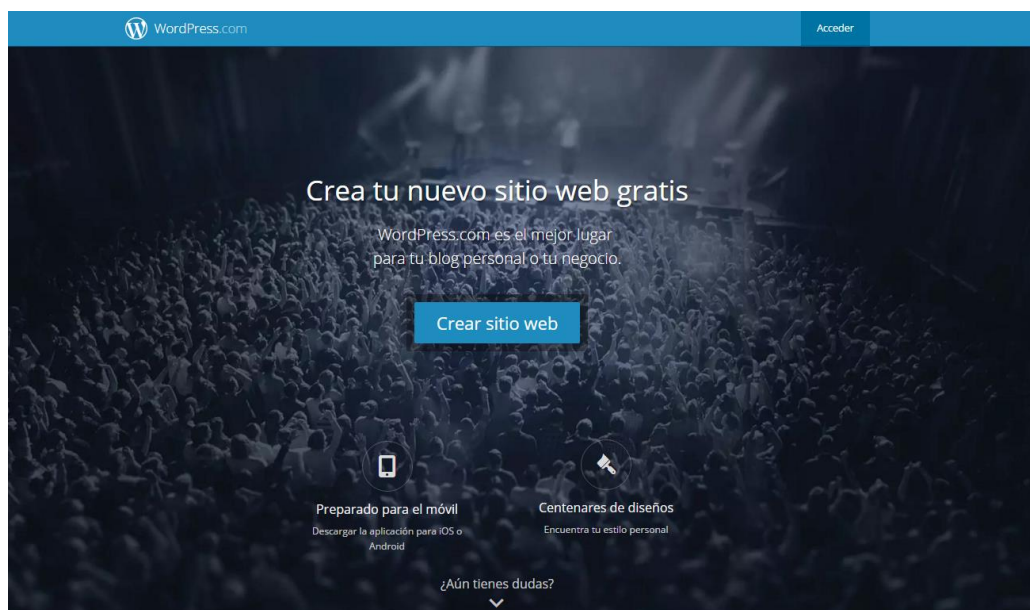 WordPress.com
Acceder
Crea tu nuevo sitio web gratis
WordPress.com es el mejor lugar
para tu blog personal o tu negocio.
Crear sitio web
Preparado para el móvil
Descargar la aplicación para iOS o
Android
Centenares de diseños
Encuentra tu estilo personal
¿Aún tienes dudas?